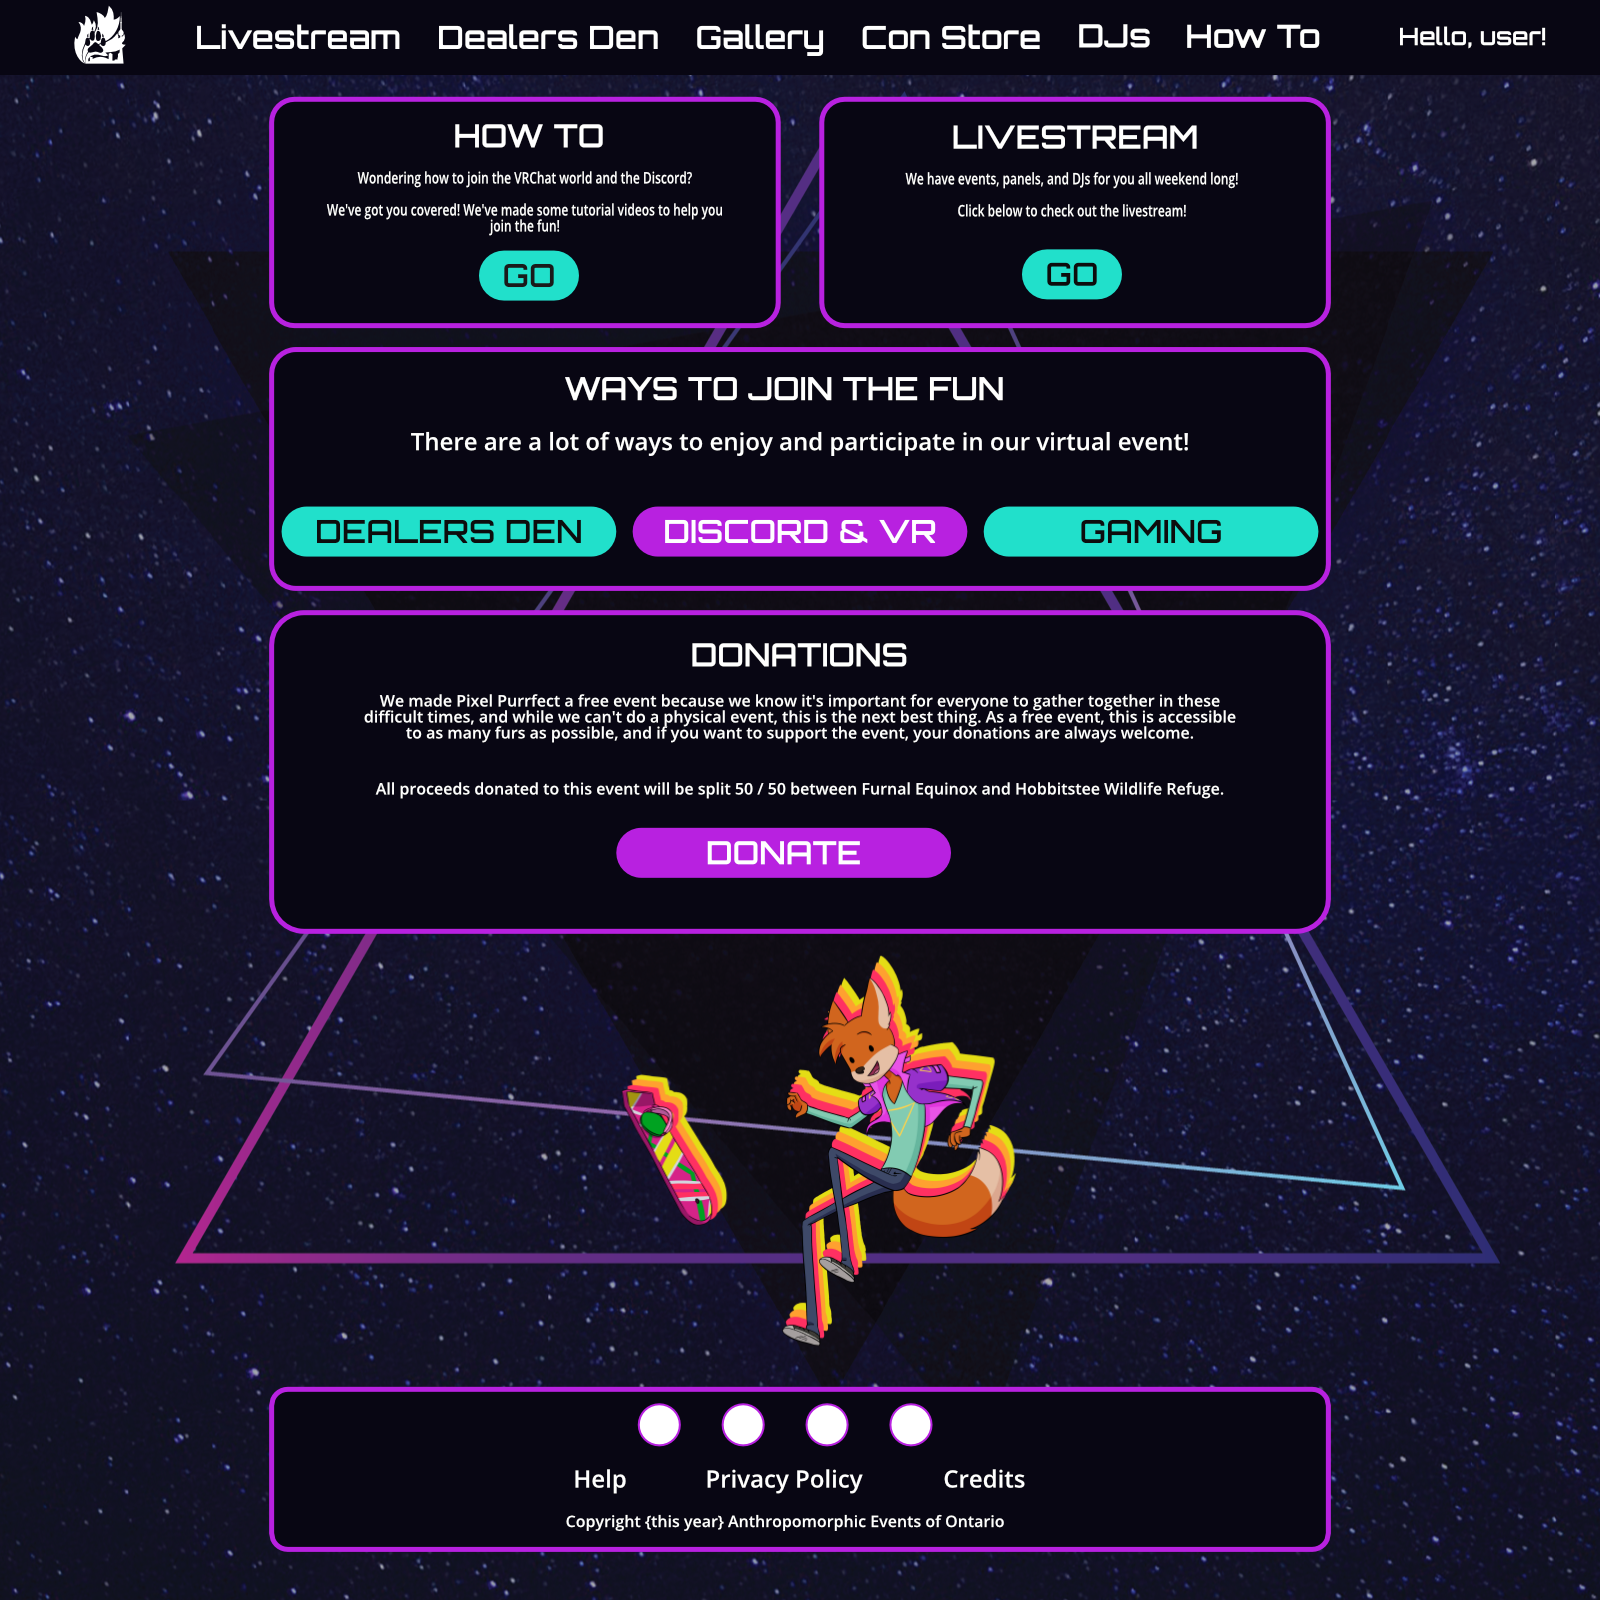 Livestream Dealers Den Gallery Con Store DJs How To Hello, user!
HOW TO
Wondering how to join the VRChat world and the Discord?
We've got you covered! We've made some tutorial videos to help you
join the fun!
GO
LIVESTREAM
We have events, panels, and DJs for you all weekend long!
Click below to check out the livestream!
GO
WAYS TO JOIN THE FUN
There are a lot of ways to enjoy and participate in our virtual event!
DEALERS DEN DISCORD & VR GAMING
DONATIONS
We made Pixel Purrfect a free event because we know it's important for everyone to gather together in these
difficult times, and while we can't do a physical event, this is the next best thing. As a free event, this is accessible
to as many furs as possible, and if you want to support the event, your donations are always welcome.
All proceeds donated to this event will be split 50 / 50 between Furnal Equinox and Hobbitstee Wildlife Refuge.
DONATE
Help Privacy Policy Credits
Copyright {this year} Anthropomorphic Events of Ontario